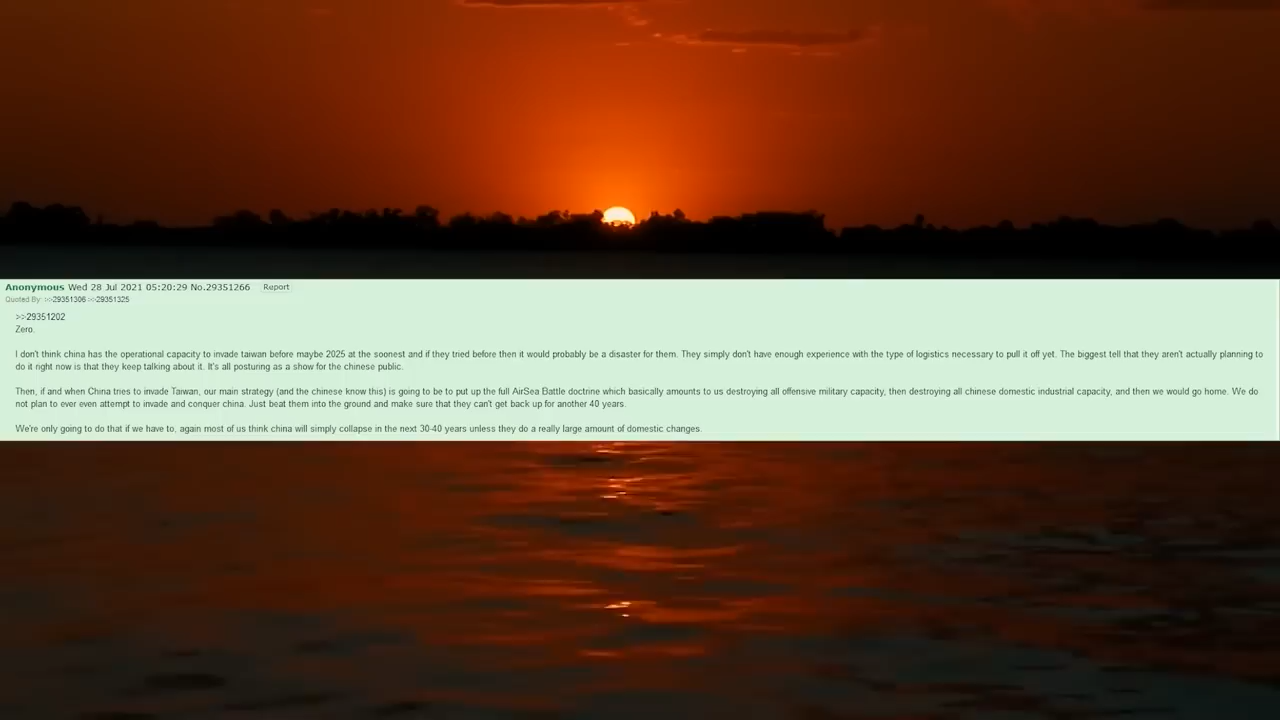 Anonymous Wed 28 Jul 2021 05:20:29 No.29351266 Report
Quoted By: >>29351306 >>29351325
>>29351202
Zero.
I don't think china has the operational capacity to invade taiwan before maybe 2025 at the soonest and if they tried before then it would probably be a disaster for them. They simply don't have enough experience with the type of logistics necessary to pull it off yet. The biggest tell that they aren't actually planning to
do it right now is that they keep talking about it. It's all posturing as a show for the chinese public.
Then, if and when China tries to invade Taiwan, our main strategy (and the chinese know this) is going to be to put up the full AirSea Battle doctrine which basically amounts to us destroying all offensive military capacity, then destroying all chinese domestic industrial capacity, and then we would go home. We do
not plan to ever even attempt to invade and conquer china. Just beat them into the ground and make sure that they can't get back up for another 40 years.
We're only going to do that if we have to, again most of us think china will simply collapse in the next 30-40 years unless they do a really large amount of domestic changes.